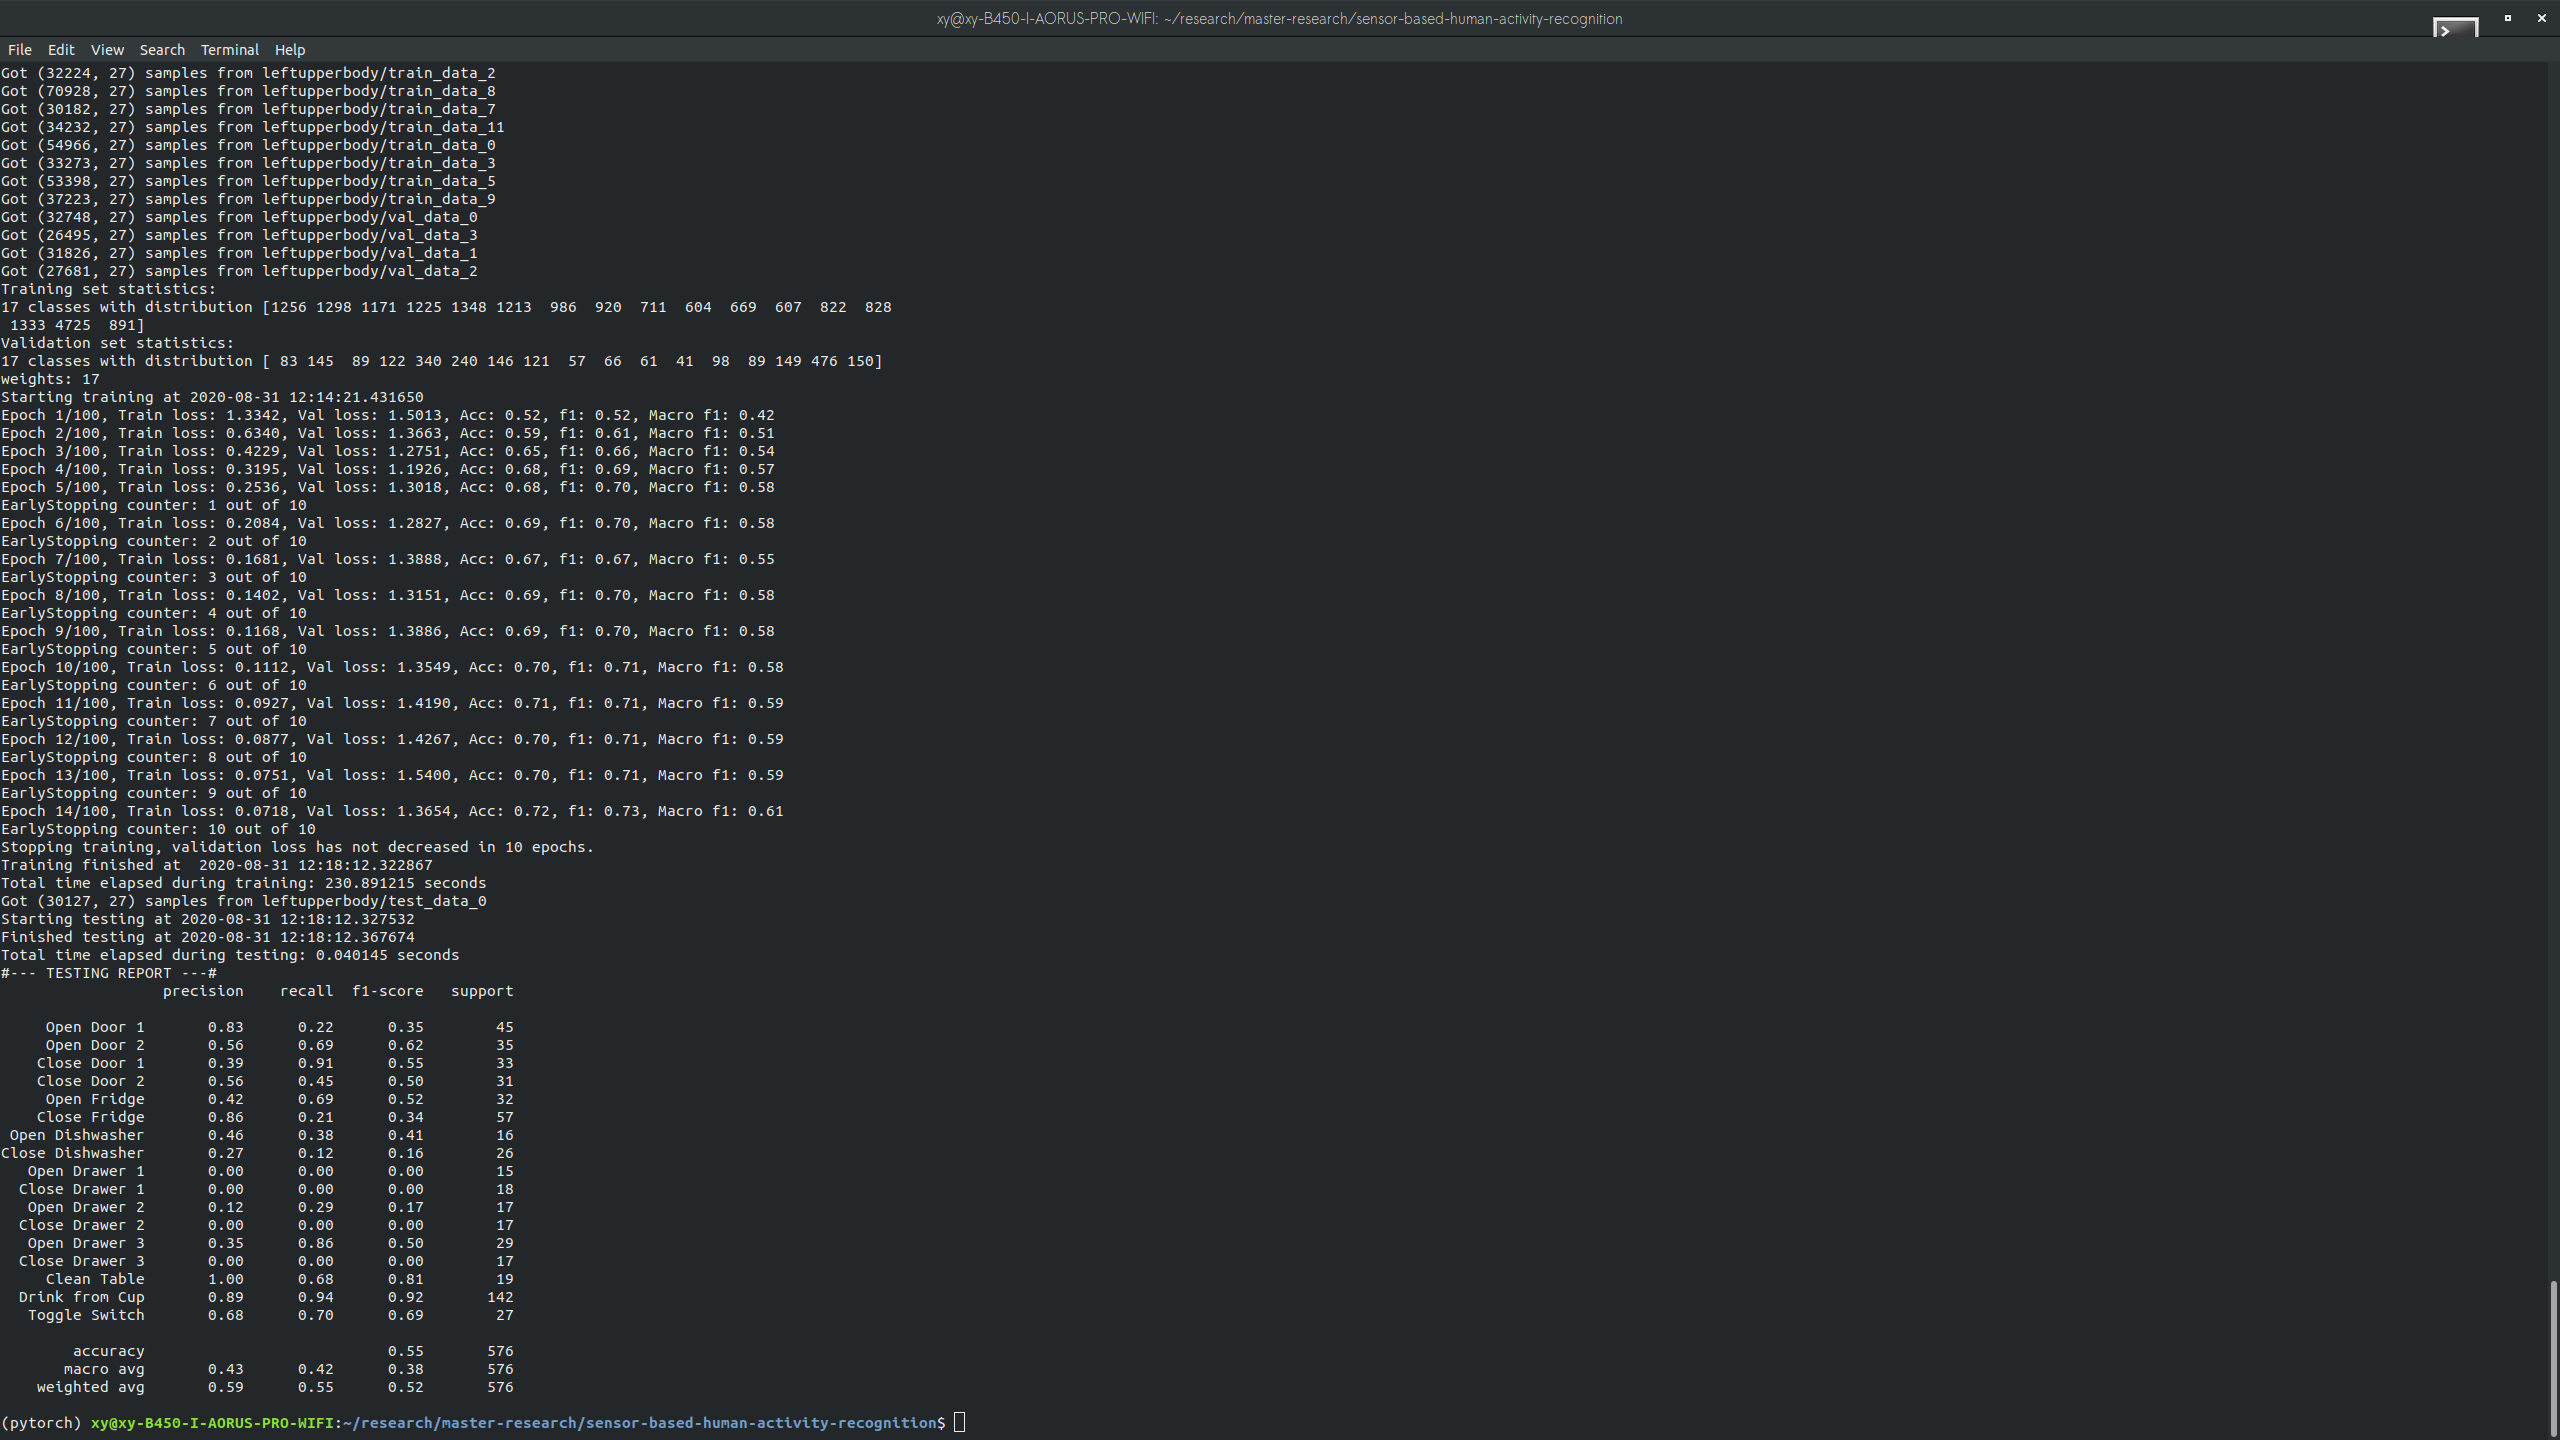 xy@xy-B450-I-AORUS-PRO-WIFI: ~/research/master-research/sensor-based-human-activity-recognition
File Edit View Search Terminal Help
Got (32224, 27) samples from leftupperbody/train_data_2
Got (70928, 27) samples from leftupperbody/train_data_8
Got (30182, 27) samples from leftupperbody/train_data_7
Got (34232, 27) samples from leftupperbody/train_data_11
Got (54966, 27) samples from leftupperbody/train_data_0
Got (33273, 27) samples from leftupperbody/train_data_3
Got (53398, 27) samples from leftupperbody/train_data_5
Got (37223, 27) samples from leftupperbody/train_data_9
Got (32748, 27) samples from leftupperbody/val_data_0
Got (26495, 27) samples from leftupperbody/val_data_3
Got (31826, 27) samples from leftupperbody/val_data_1
Got (27681, 27) samples from leftupperbody/val_data_2
Training set statistics:
17 classes with distribution [1256 1298 1171 1225 1348 1213  986  920  711  604  669  607  822  828
 1333 4725  891]
Validation set statistics:
17 classes with distribution [ 83 145  89 122 340 240 146 121  57  66  61  41  98  89 149 476 150]
weights: 17
Starting training at 2020-08-31 12:14:21.431650
Epoch 1/100, Train loss: 1.3342, Val loss: 1.5013, Acc: 0.52, f1: 0.52, Macro f1: 0.42
Epoch 2/100, Train loss: 0.6340, Val loss: 1.3663, Acc: 0.59, f1: 0.61, Macro f1: 0.51
Epoch 3/100, Train loss: 0.4229, Val loss: 1.2751, Acc: 0.65, f1: 0.66, Macro f1: 0.54
Epoch 4/100, Train loss: 0.3195, Val loss: 1.1926, Acc: 0.68, f1: 0.69, Macro f1: 0.57
Epoch 5/100, Train loss: 0.2536, Val loss: 1.3018, Acc: 0.68, f1: 0.70, Macro f1: 0.58
EarlyStopping counter: 1 out of 10
Epoch 6/100, Train loss: 0.2084, Val loss: 1.2827, Acc: 0.69, f1: 0.70, Macro f1: 0.58
EarlyStopping counter: 2 out of 10
Epoch 7/100, Train loss: 0.1681, Val loss: 1.3888, Acc: 0.67, f1: 0.67, Macro f1: 0.55
EarlyStopping counter: 3 out of 10
Epoch 8/100, Train loss: 0.1402, Val loss: 1.3151, Acc: 0.69, f1: 0.70, Macro f1: 0.58
EarlyStopping counter: 4 out of 10
Epoch 9/100, Train loss: 0.1168, Val loss: 1.3886, Acc: 0.69, f1: 0.70, Macro f1: 0.58
EarlyStopping counter: 5 out of 10
Epoch 10/100, Train loss: 0.1112, Val loss: 1.3549, Acc: 0.70, f1: 0.71, Macro f1: 0.58
EarlyStopping counter: 6 out of 10
Epoch 11/100, Train loss: 0.0927, Val loss: 1.4190, Acc: 0.71, f1: 0.71, Macro f1: 0.59
EarlyStopping counter: 7 out of 10
Epoch 12/100, Train loss: 0.0877, Val loss: 1.4267, Acc: 0.70, f1: 0.71, Macro f1: 0.59
EarlyStopping counter: 8 out of 10
Epoch 13/100, Train loss: 0.0751, Val loss: 1.5400, Acc: 0.70, f1: 0.71, Macro f1: 0.59
EarlyStopping counter: 9 out of 10
Epoch 14/100, Train loss: 0.0718, Val loss: 1.3654, Acc: 0.72, f1: 0.73, Macro f1: 0.61
EarlyStopping counter: 10 out of 10
Stopping training, validation loss has not decreased in 10 epochs.
Training finished at  2020-08-31 12:18:12.322867
Total time elapsed during training: 230.891215 seconds
Got (30127, 27) samples from leftupperbody/test_data_0
Starting testing at 2020-08-31 12:18:12.327532
Finished testing at 2020-08-31 12:18:12.367674
Total time elapsed during testing: 0.040145 seconds
#--- TESTING REPORT ---#
precision    recall  f1-score   support
Open Door 1       0.83      0.22      0.35        45
Open Door 2       0.56      0.69      0.62        35
Close Door 1       0.39      0.91      0.55        33
Close Door 2       0.56      0.45      0.50        31
Open Fridge       0.42      0.69      0.52        32
Close Fridge       0.86      0.21      0.34        57
Open Dishwasher       0.46      0.38      0.41        16
Close Dishwasher       0.27      0.12      0.16        26
Open Drawer 1       0.00      0.00      0.00        15
Close Drawer 1       0.00      0.00      0.00        18
Open Drawer 2       0.12      0.29      0.17        17
Close Drawer 2       0.00      0.00      0.00        17
Open Drawer 3       0.35      0.86      0.50        29
Close Drawer 3       0.00      0.00      0.00        17
Clean Table       1.00      0.68      0.81        19
Drink from Cup       0.89      0.94      0.92       142
Toggle Switch       0.68      0.70      0.69        27
accuracy                           0.55       576
macro avg       0.43      0.42      0.38       576
weighted avg       0.59      0.55      0.52       576
(pytorch) xy@xy-B450-I-AORUS-PRO-WIFI:~/research/master-research/sensor-based-human-activity-recognition$